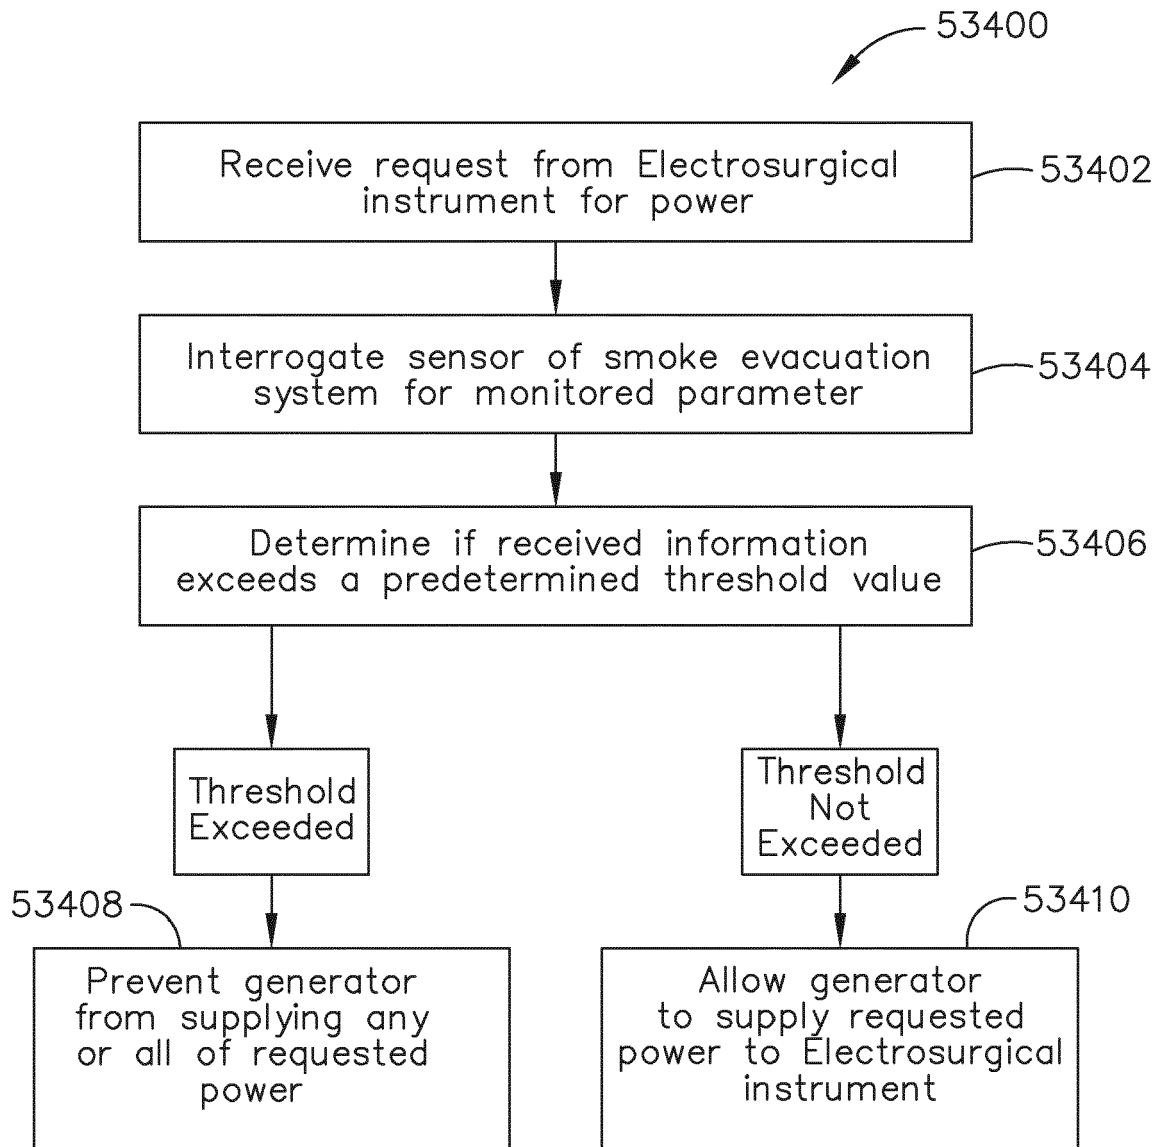 53400
Receive request from Electrosurgical
instrument for power
53402
Interrogate sensor of smoke evacuation
system for monitored parameter
53404
Determine if received information
exceeds a predetermined threshold value
53406
Threshold
Exceeded
Threshold
Not
Exceeded
53408
Prevent generator
from supplying any
or all of requested
power
53410
Allow generator
to supply requested
power to Electrosurgical
instrument